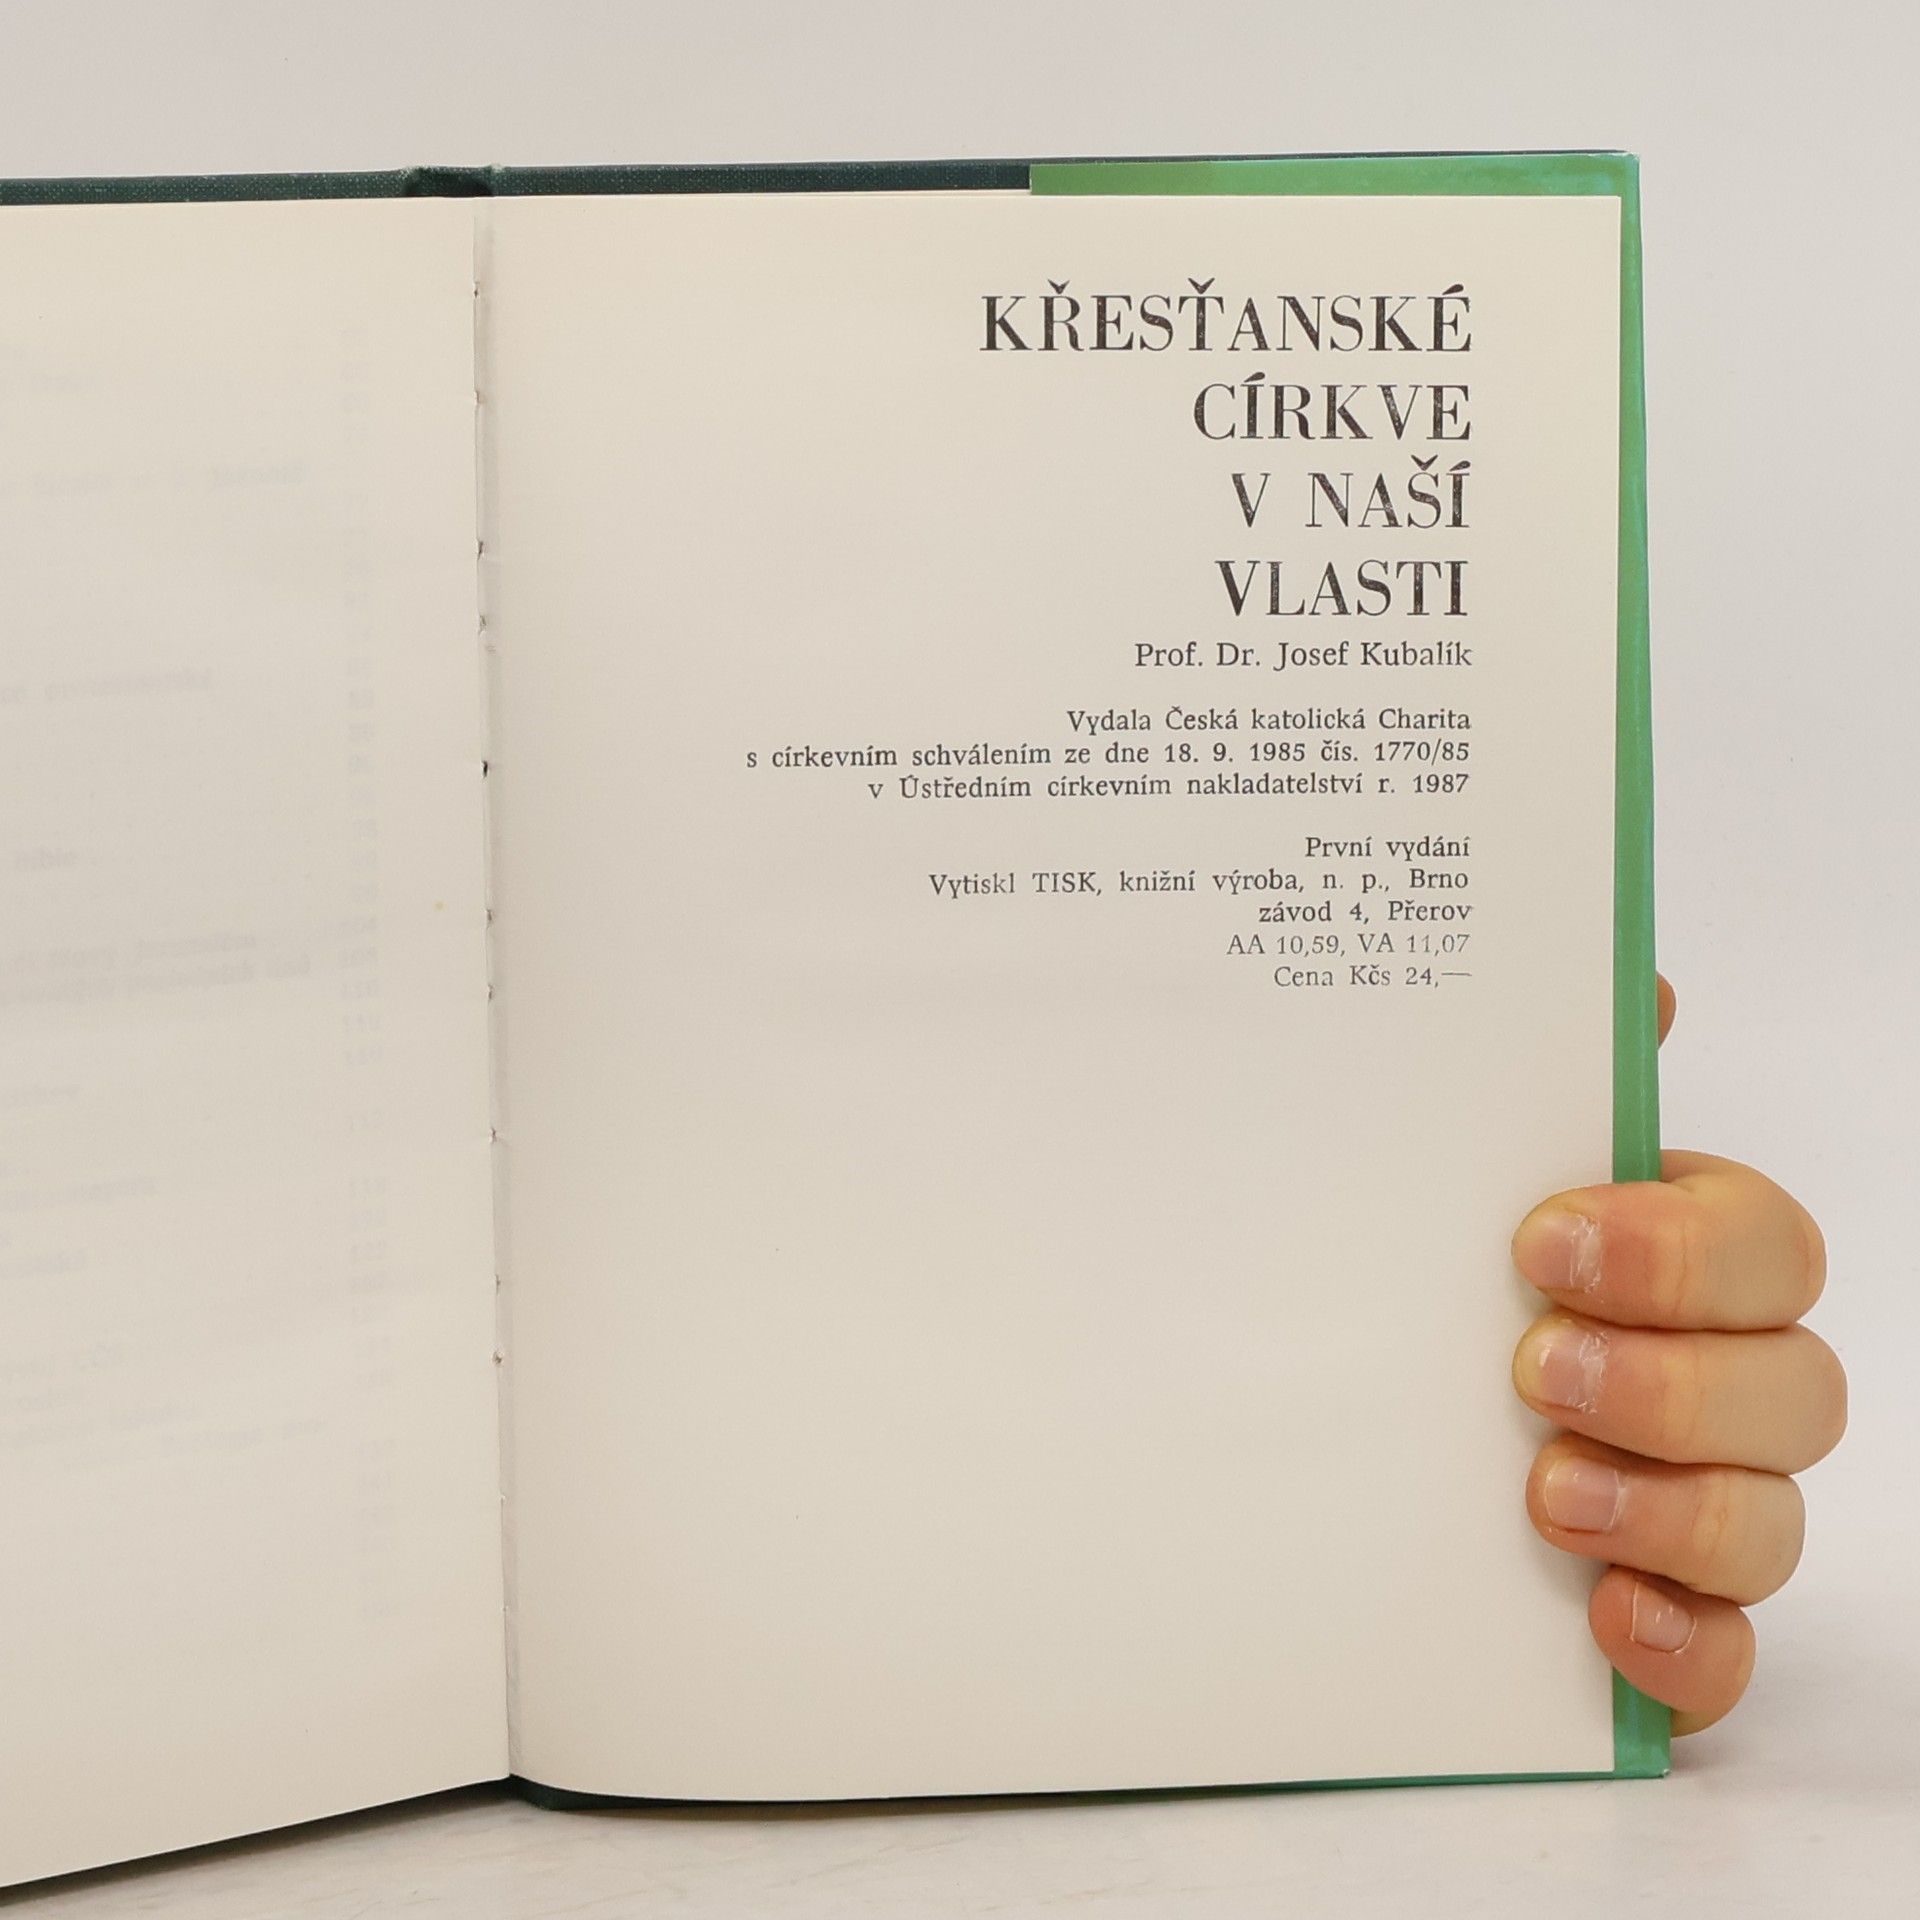 KŘESŤANSKÉ
CÍRKVE
V NAŠÍ
VLASTI
Prof. Dr. Josef Kubalík
Vydala Česká katolická Charita
s církevním schválením ze dne 18. 9. 1985 čís. 1770/85
v Ústředním církevním nakladatelství r. 1987
První vydání
Vytiskl TISK, knižní výroba, n. p., Brno
závod 4, Přerov
AA 10,59, VA 11,07
Cena Kčs 24,—